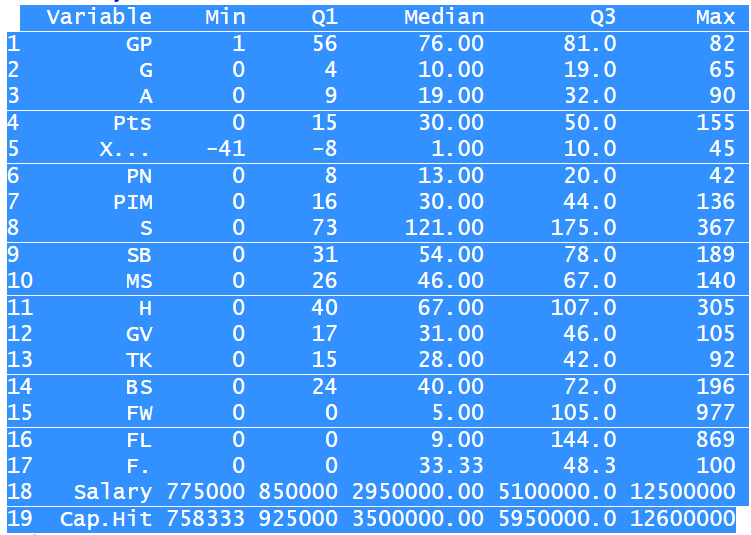 Variable Min Q1 Median Q3 Max
1 GP 1 56 76.00 81.0 82
2 G 0 4 10.00 19.0 65
3 A 0 9 19.00 32.0 90
4 Pts 0 15 30.00 50.0 155
5 X... -41 -8 1.00 10.0 45
6 PN 0 8 13.00 20.0 42
7 PIM 0 16 30.00 44.0 136
8 S 0 73 121.00 175.0 367
9 SB 0 31 54.00 78.0 189
10 MS 0 26 46.00 67.0 140
11 H 0 40 67.00 107.0 305
12 GV 0 17 31.00 46.0 105
13 TK 0 15 28.00 42.0 92
14 BS 0 24 40.00 72.0 196
15 FW 0 0 5.00 105.0 977
16 FL 0 0 9.00 144.0 869
17 F. 0 0 33.33 48.3 100
18 Salary 775000 850000 2950000.00 5100000.0 12500000
19 Cap.Hit 758333 925000 3500000.00 5950000.0 12600000